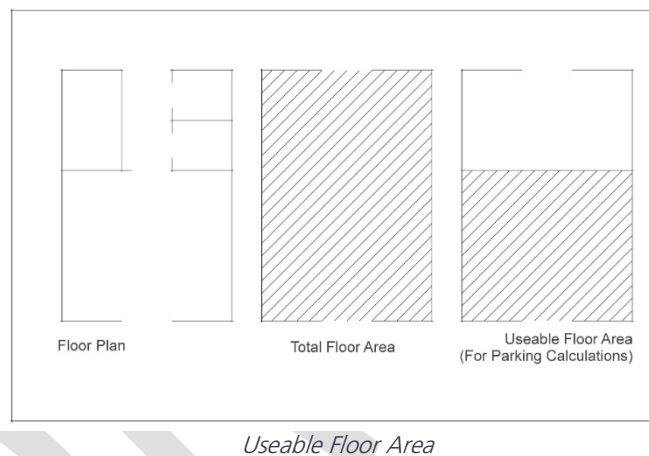 Floor Plan
Total Floor Area
Useable Floor Area
(For Parking Calculations)
Useable Floor Area